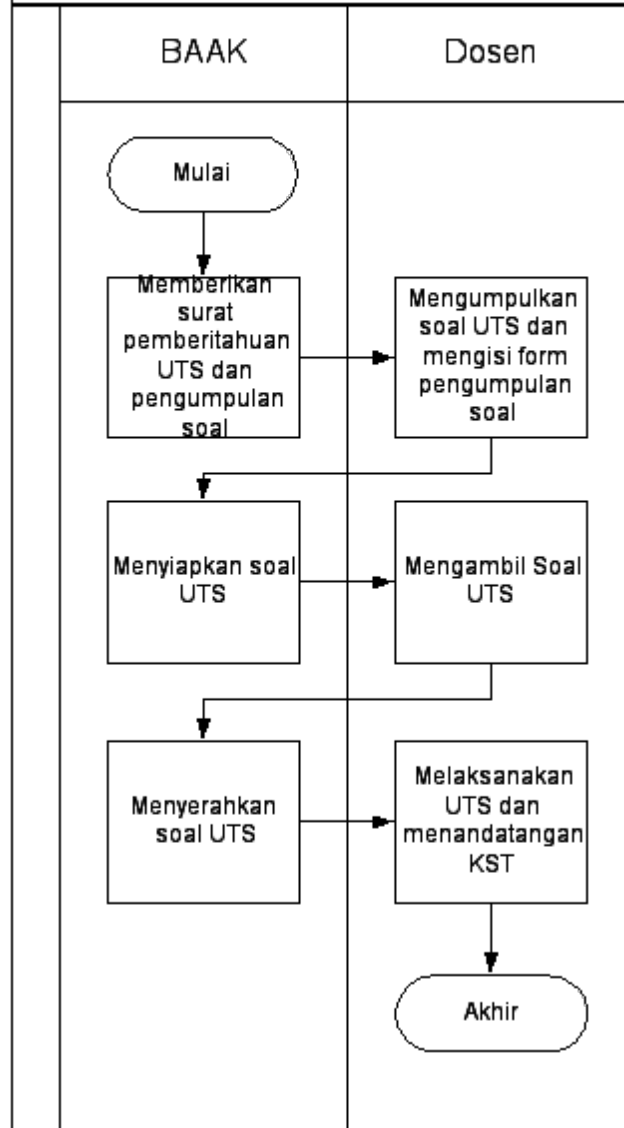 BAAK
Dosen
Mulai
Memberikan
surat
pemberitahuan
UTS dan
pengumpulan
soal
Mengumpulkan
soal UTS dan
mengisi form
pengumpulan
soal
Menyiapkan soal
UTS
Mengambil Soal
UTS
Menyerahkan
soal UTS
Melaksanakan
UTS dan
menandatangan
KST
Akhir